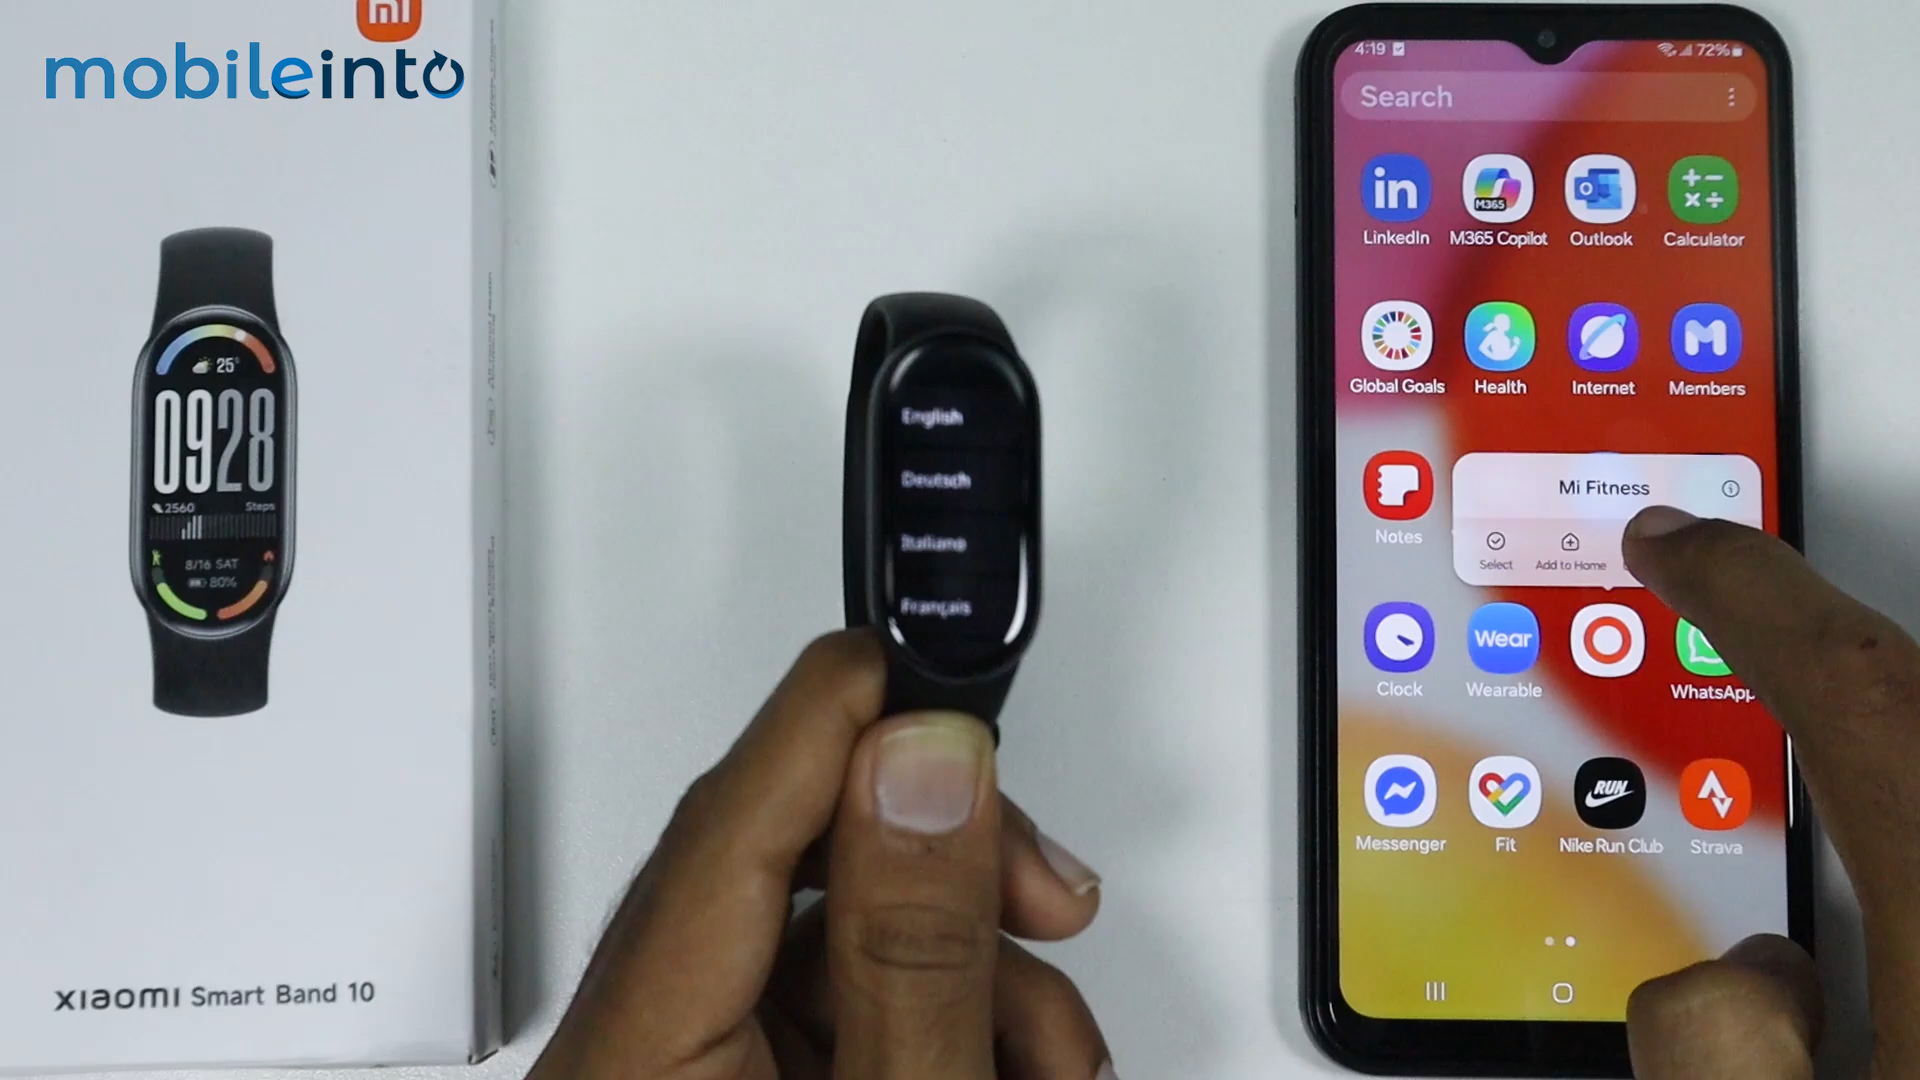 mi
mobileinto
25°
0928
2560 Steps
8/16 SAT
80%
xiaomi Smart Band 10
English
Deutsch
Italiano
Français
4:19 72%
Search
in
M365
LinkedIn M365 Copilot Outlook Calculator
Global Goals Health Internet Members
Notes
Mi Fitness
Select Add to Home
Wear
Clock Wearable WhatsApp
RUN
Messenger Fit Nike Run Club Strava